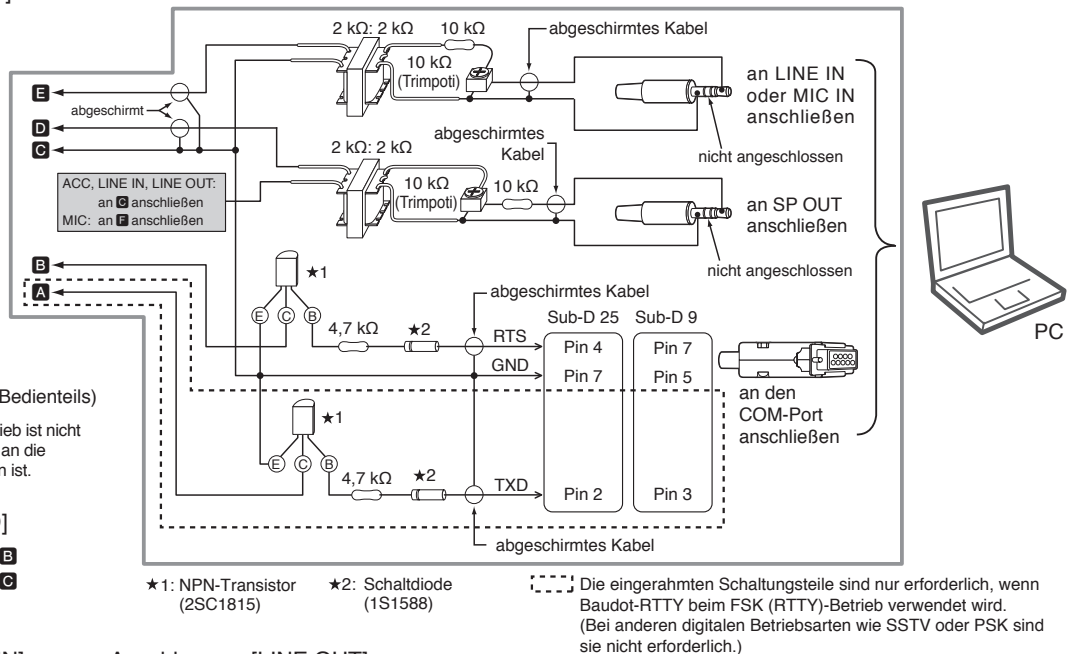 2 kΩ: 2 kΩ
10 kΩ
abgeschirmtes Kabel
10 kΩ
(Trimpoti)
an LINE IN
oder MIC IN
anschließen
nicht angeschlossen
E
abgeschirmt
D
C
2 kΩ: 2 kΩ
abgeschirmtes
Kabel
ACC, LINE IN, LINE OUT:
an C anschließen
MIC: an F anschließen
10 kΩ
(Trimpoti)
10 kΩ
an SP OUT
anschließen
nicht angeschlossen
B
A
★1
E C B
4,7 kΩ
★2
abgeschirmtes Kabel
RTS
GND
Sub-D 25
Sub-D 9
Pin 4
Pin 7
Pin 7
Pin 5
PC
an den
COM-Port
anschließen
Bedienteils)
ieb ist nicht
an die
n ist.
★1
E C B
4,7 kΩ
★2
TXD
Pin 2
Pin 3
abgeschirmtes Kabel
]
B
C
★1: NPN-Transistor
(2SC1815)
★2: Schaltdiode
(1S1588)
Die eingerahmten Schaltungsteile sind nur erforderlich, wenn
Baudot-RTTY beim FSK (RTTY)-Betrieb verwendet wird.
(Bei anderen digitalen Betriebsarten wie SSTV oder PSK sind
sie nicht erforderlich.)